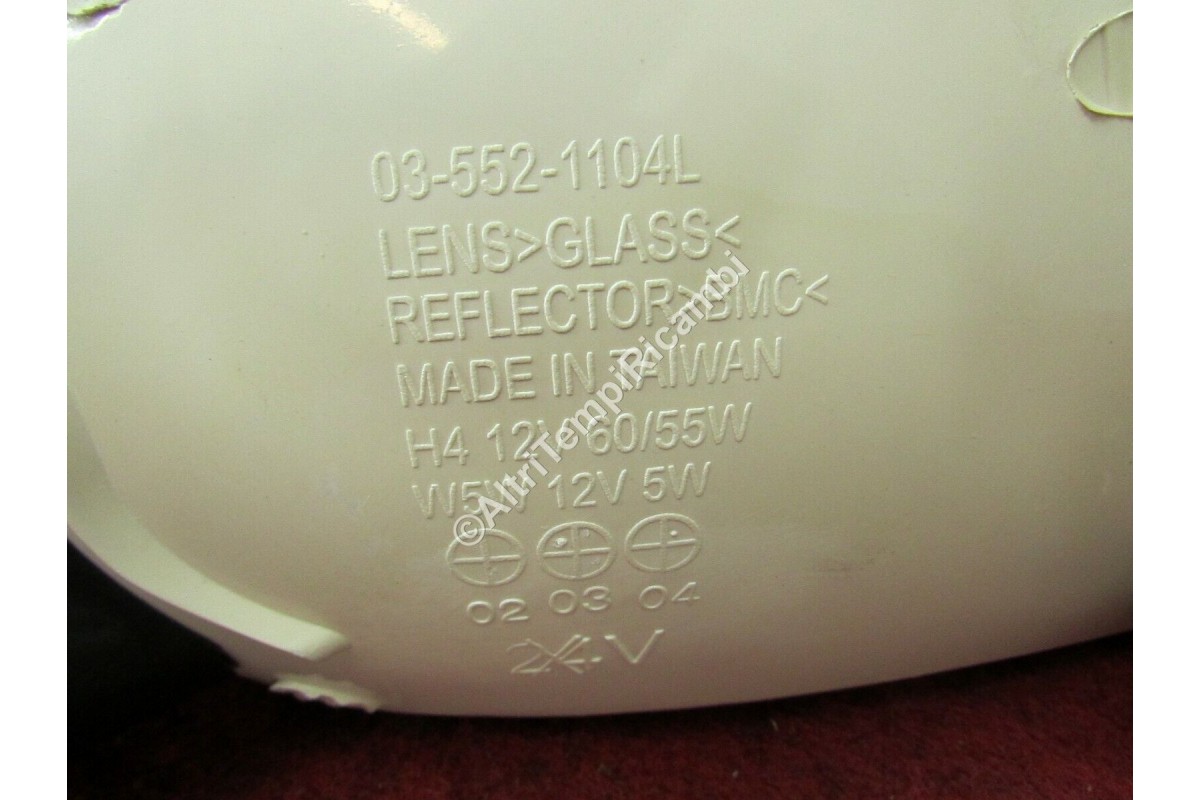 03-552-1104L
LENS>GLASS<
REFLECTOR>BMC<
MADE IN TAIWAN
H4 12V 60/55W
W5W 12V 5W
02 03 04
24V
©AltriTempiRicambi